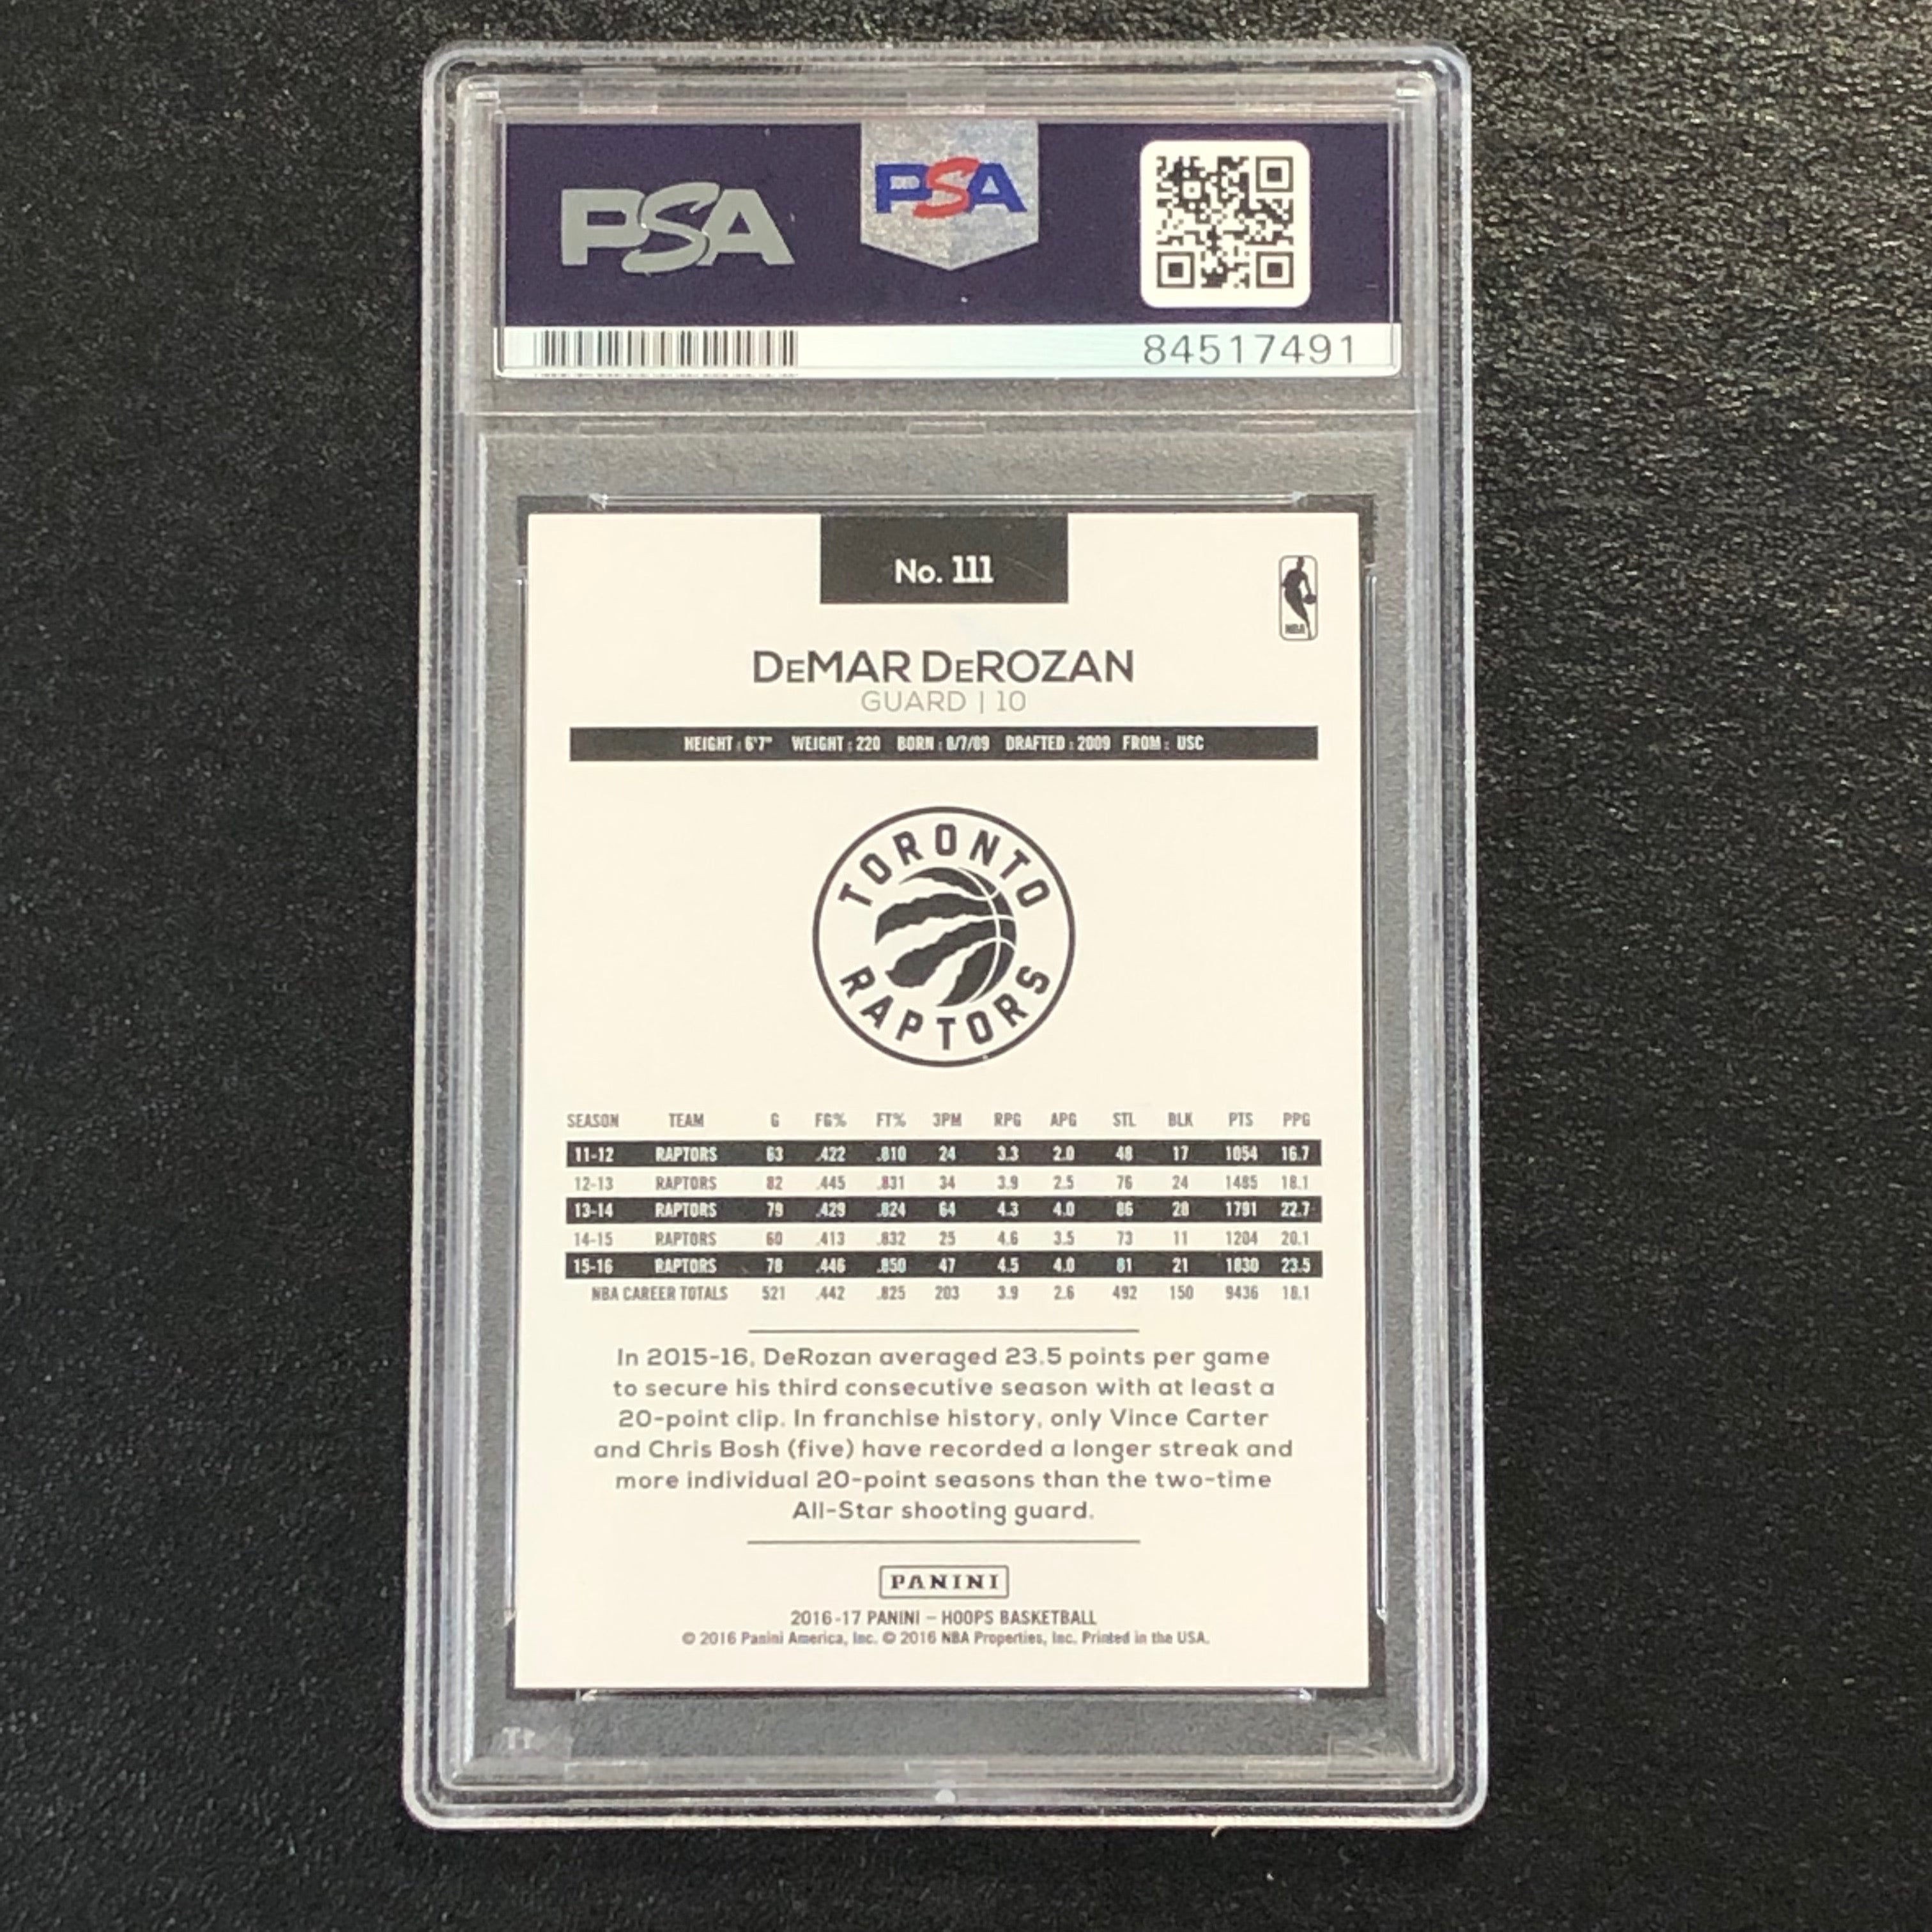 PSA
PSA
84517491
No. 111
NBA
DeMAR DeROZAN
GUARD | 10
HEIGHT : 6'7" WEIGHT : 220 BORN : 8/7/89 DRAFTED : 2009 FROM : USC
TORONTO
RAPTORS
SEASON TEAM G FG% FT% 3PM RPG APG STL BLK PTS PPG
11-12 RAPTORS 63 .422 .810 24 3.3 2.0 48 17 1054 16.7
12-13 RAPTORS 82 .445 .831 34 3.9 2.5 76 24 1485 18.1
13-14 RAPTORS 79 .429 .824 64 4.3 4.0 86 28 1791 22.7
14-15 RAPTORS 60 .413 .832 25 4.6 3.5 73 11 1204 20.1
15-16 RAPTORS 78 .446 .850 47 4.5 4.0 81 21 1830 23.5
NBA CAREER TOTALS 521 .442 .825 203 3.9 2.6 492 150 9436 18.1
In 2015-16, DeRozan averaged 23.5 points per game
to secure his third consecutive season with at least a
20-point clip. In franchise history, only Vince Carter
and Chris Bosh (five) have recorded a longer streak and
more individual 20-point seasons than the two-time
All-Star shooting guard.
PANINI
2016-17 PANINI – HOOPS BASKETBALL
© 2016 Panini America, Inc. © 2016 NBA Properties, Inc. Printed in the USA.